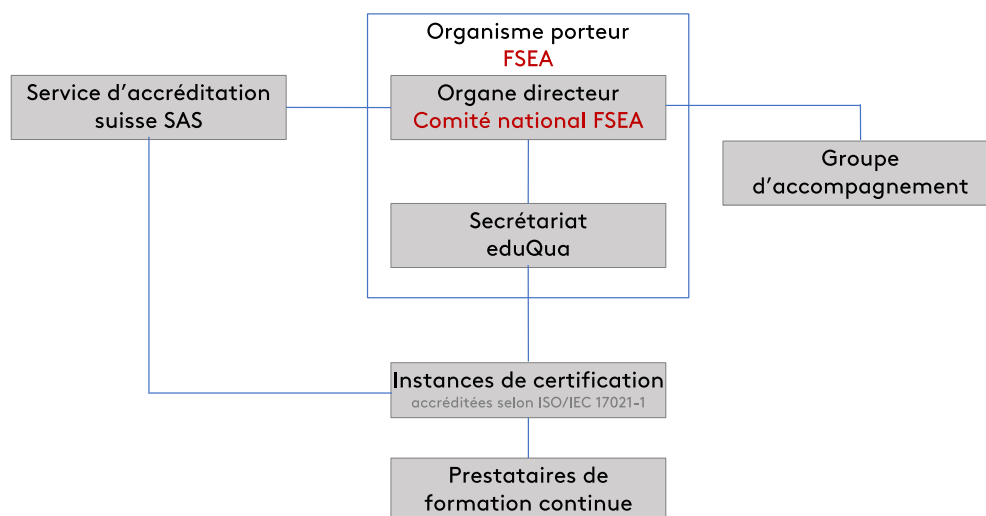 Organisme porteur
FSEA
Service d'accréditation
suisse SAS
Organe directeur
Comité national FSEA
Groupe
d'accompagnement
Secrétariat
eduQua
Instances de certification
accréditées selon ISO/IEC 17021-1
Prestataires de
formation continue